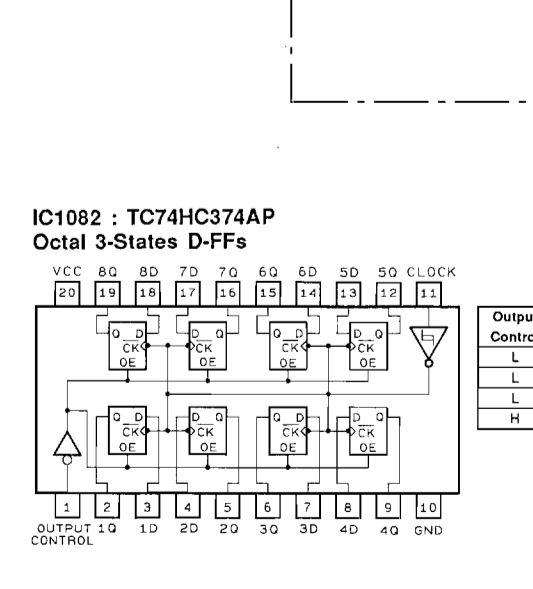 IC1082 : TC74HC374AP
Octal 3-States D-FFs
VCC 8Q 8D 7D 7Q 6Q 6D 5D 5Q CLOCK
20 19 18 17 16 15 14 13 12 11
Q D D Q Q D D Q
CK CK CK CK
OE OE OE OE
Q D D Q Q D D Q
CK CK CK CK
OE OE OE OE
1 2 3 4 5 6 7 8 9 10
OUTPUT CONTROL 1Q 1D 2D 2Q 3Q 3D 4D 4Q GND
Outpu
Contro
L
L
L
H